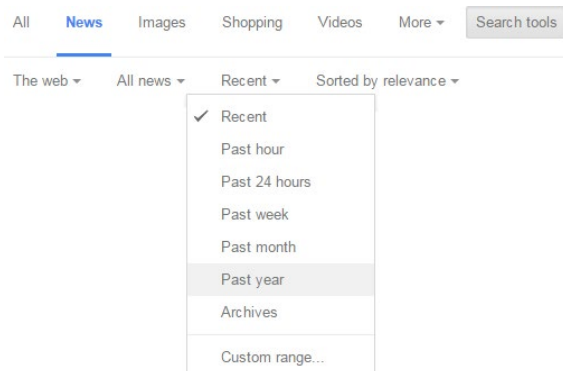 All News Images Shopping Videos More Search tools
The web All news Recent Sorted by relevance
Recent
Past hour
Past 24 hours
Past week
Past month
Past year
Archives
Custom range...